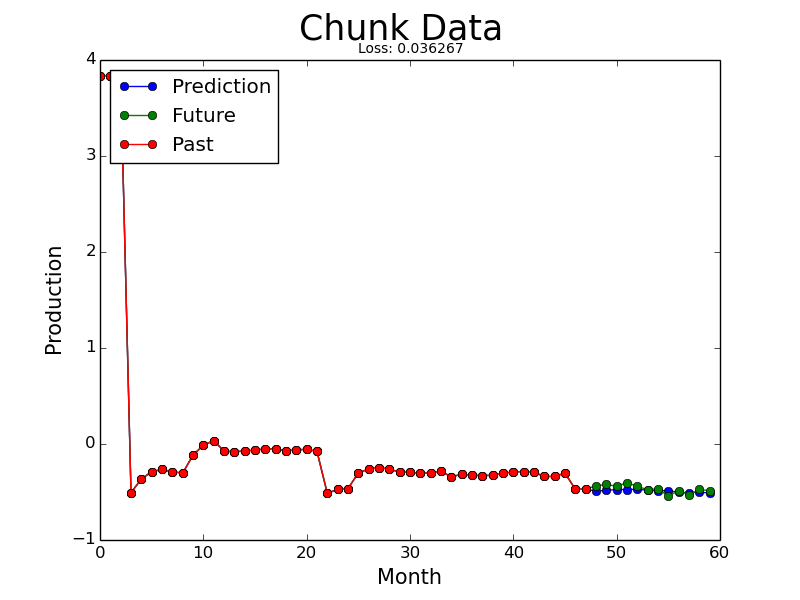 Chunk Data
Loss: 0.036267
Prediction
Future
Past
Production
4
3
2
1
0
−1
0 10 20 30 40 50 60
Month